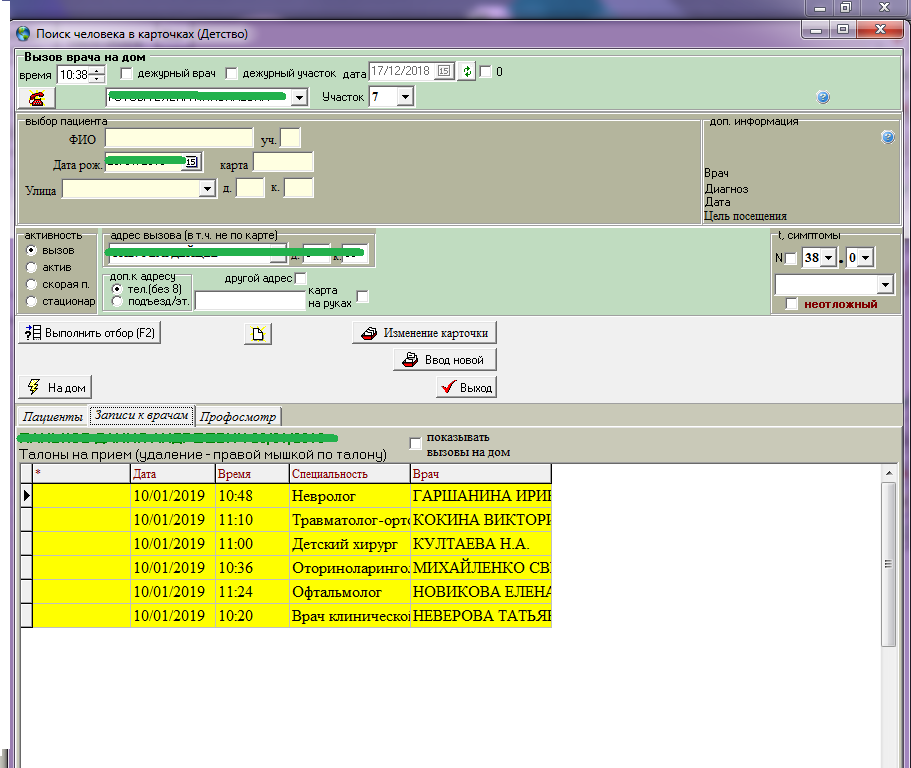 Поиск человека в карточках (Детство)
Вызов врача на дом
время 10:38 дежурный врач дежурный участок дата 17/12/2018 15 0
Участок 7
выбор пациента
ФИО уч.
Дата рож. 15 карта
Улица д. к.
доп. информация
Врач
Диагноз
Дата
Цель посещения
активность
вызов
актив
скорая п.
стационар
адрес вызова (в т.ч. не по карте)
д. к.
доп.к адресу
тел.(без 8)
подъезд/эт.
другой адрес
карта
на руках
t, симптомы
N 38 . 0
неотложный
Выполнить отбор (F2)
Изменение карточки
Ввод новой
На дом
Выход
Пациенты Записи к врачам Профосмотр
показывать
вызовы на дом
Талоны на прием (удаление - правой мышкой по талону)
* Дата Время Специальность Врач
10/01/2019 10:48 Невролог ГАРШАНИНА ИРИ
10/01/2019 11:10 Травматолог-орто КОКИНА ВИКТОРИ
10/01/2019 11:00 Детский хирург КУЛТАЕВА Н.А.
10/01/2019 10:36 Оториноларинго. МИХАЙЛЕНКО СВ
10/01/2019 11:24 Офтальмолог НОВИКОВА ЕЛЕНА
10/01/2019 10:20 Врач клиническо НЕВЕРОВА ТАТЬЯ